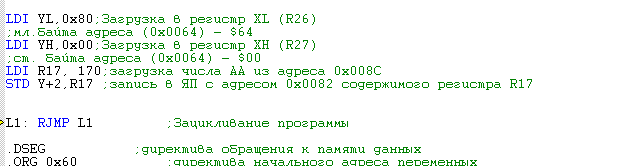 LDI YL,0x80;Загрузка в регистр XL (R26)
;мл.байта адреса (0x0064) – $64
LDI YH,0x00;Загрузка в регистр XH (R27)
;ст. байта адреса (0x0064) – $00
LDI R17, 170;загрузка числа AA из адреса 0x008C
STD Y+2,R17 ;запись в ЯП с адресом 0x0082 содержимого регистра R17
L1: RJMP L1 ;Зацикливание программы
.DSEG ;директива обращения к памяти данных
.ORG 0x60 ;директива начального адреса переменных